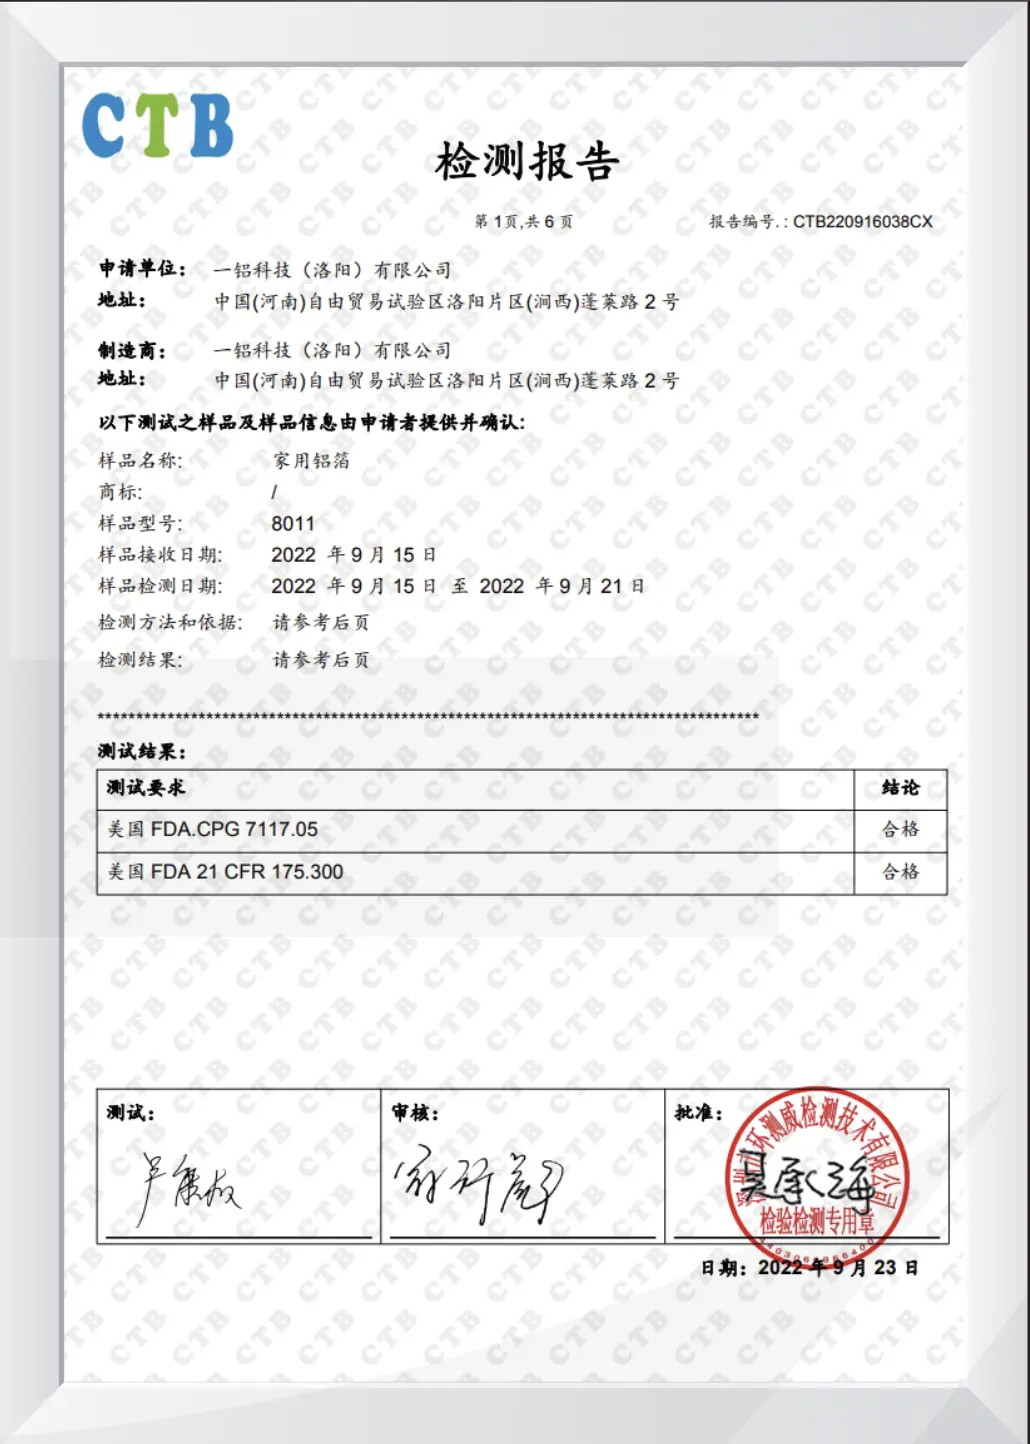 CTB
检测报告
第 1页,共 6 页
报告编号. : CTB220916038CX
申请单位： 一铝科技（洛阳）有限公司
地址： 中国(河南)自由贸易试验区洛阳片区(涧西)蓬莱路 2 号
制造商： 一铝科技（洛阳）有限公司
地址： 中国(河南)自由贸易试验区洛阳片区(涧西)蓬莱路 2 号
以下测试之样品及样品信息由申请者提供并确认:
样品名称: 家用铝箔
商标: /
样品型号: 8011
样品接收日期: 2022 年 9 月 15 日
样品检测日期: 2022 年 9 月 15 日 至 2022 年 9 月 21 日
检测方法和依据: 请参考后页
检测结果: 请参考后页
测试结果：
测试要求 结论
美国 FDA.CPG 7117.05 合格
美国 FDA 21 CFR 175.300 合格
测试： 审核： 批准：
深圳市环测威检测技术有限公司
吴承海
检验检测专用章
日期：2022 年 9 月 23 日